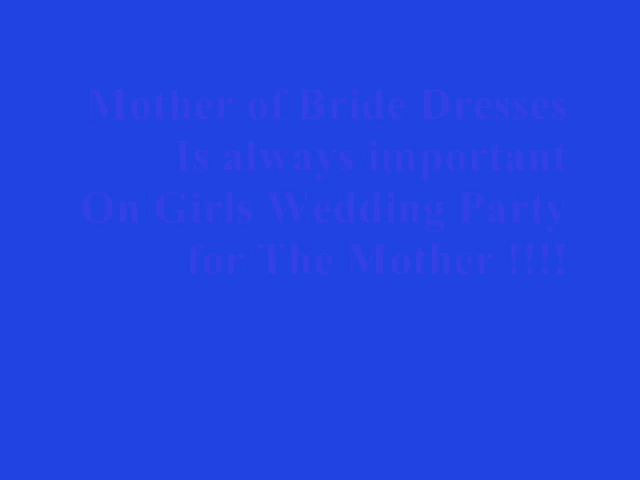 Mother of Bride Dresses
Is always important
On Girls Wedding Party
for The Mother !!!!